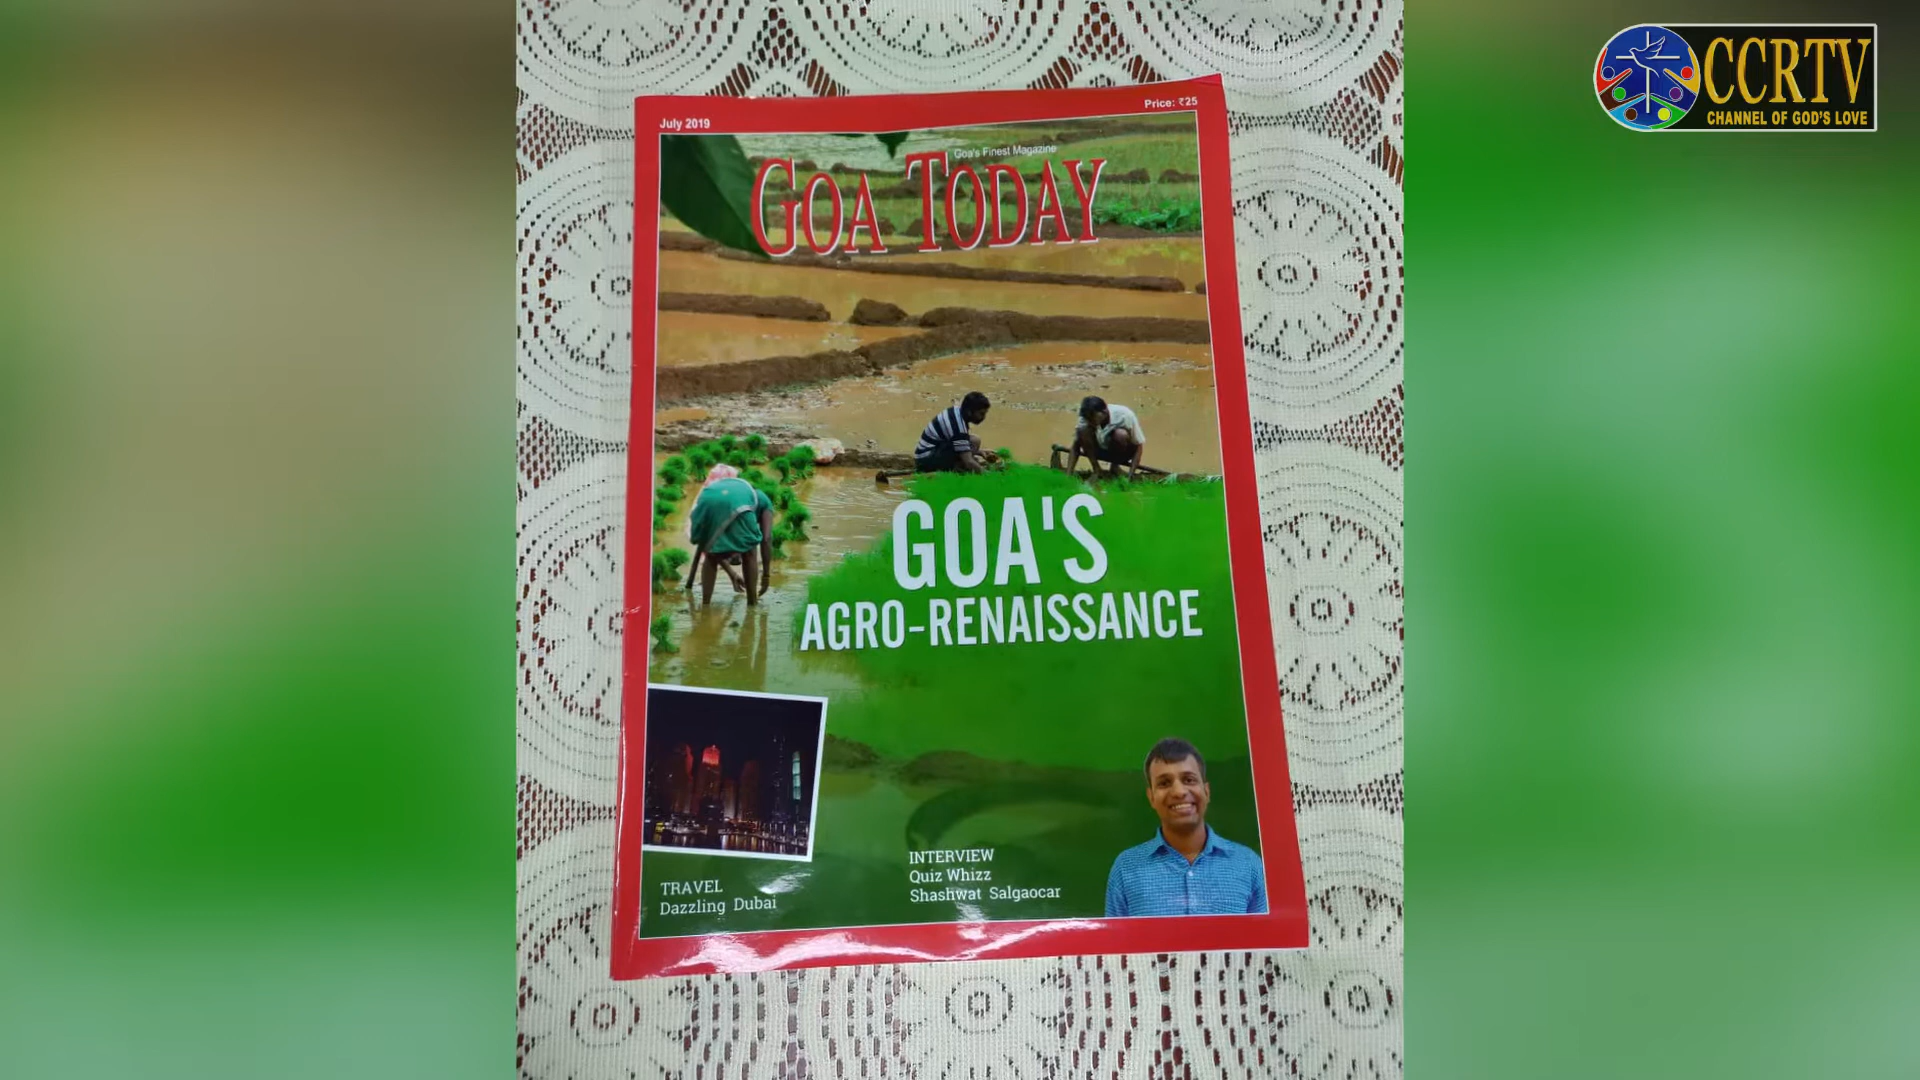 CCRTV
CHANNEL OF GOD'S LOVE
July 2019
Price: ₹25
Goa's Finest Magazine
GOA TODAY
GOA'S
AGRO-RENAISSANCE
TRAVEL
Dazzling Dubai
INTERVIEW
Quiz Whizz
Shashwat Salgaocar